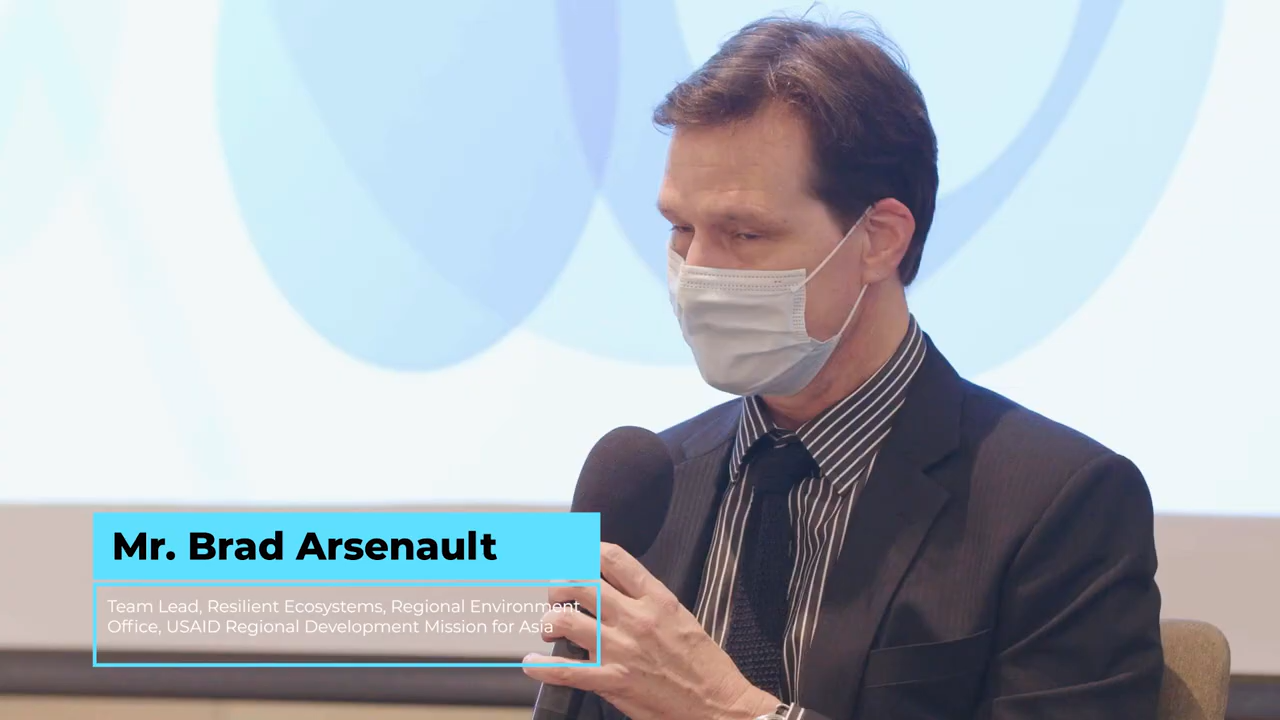 Mr. Brad Arsenault
Team Lead, Resilient Ecosystems, Regional Environment
Office, USAID Regional Development Mission for Asia